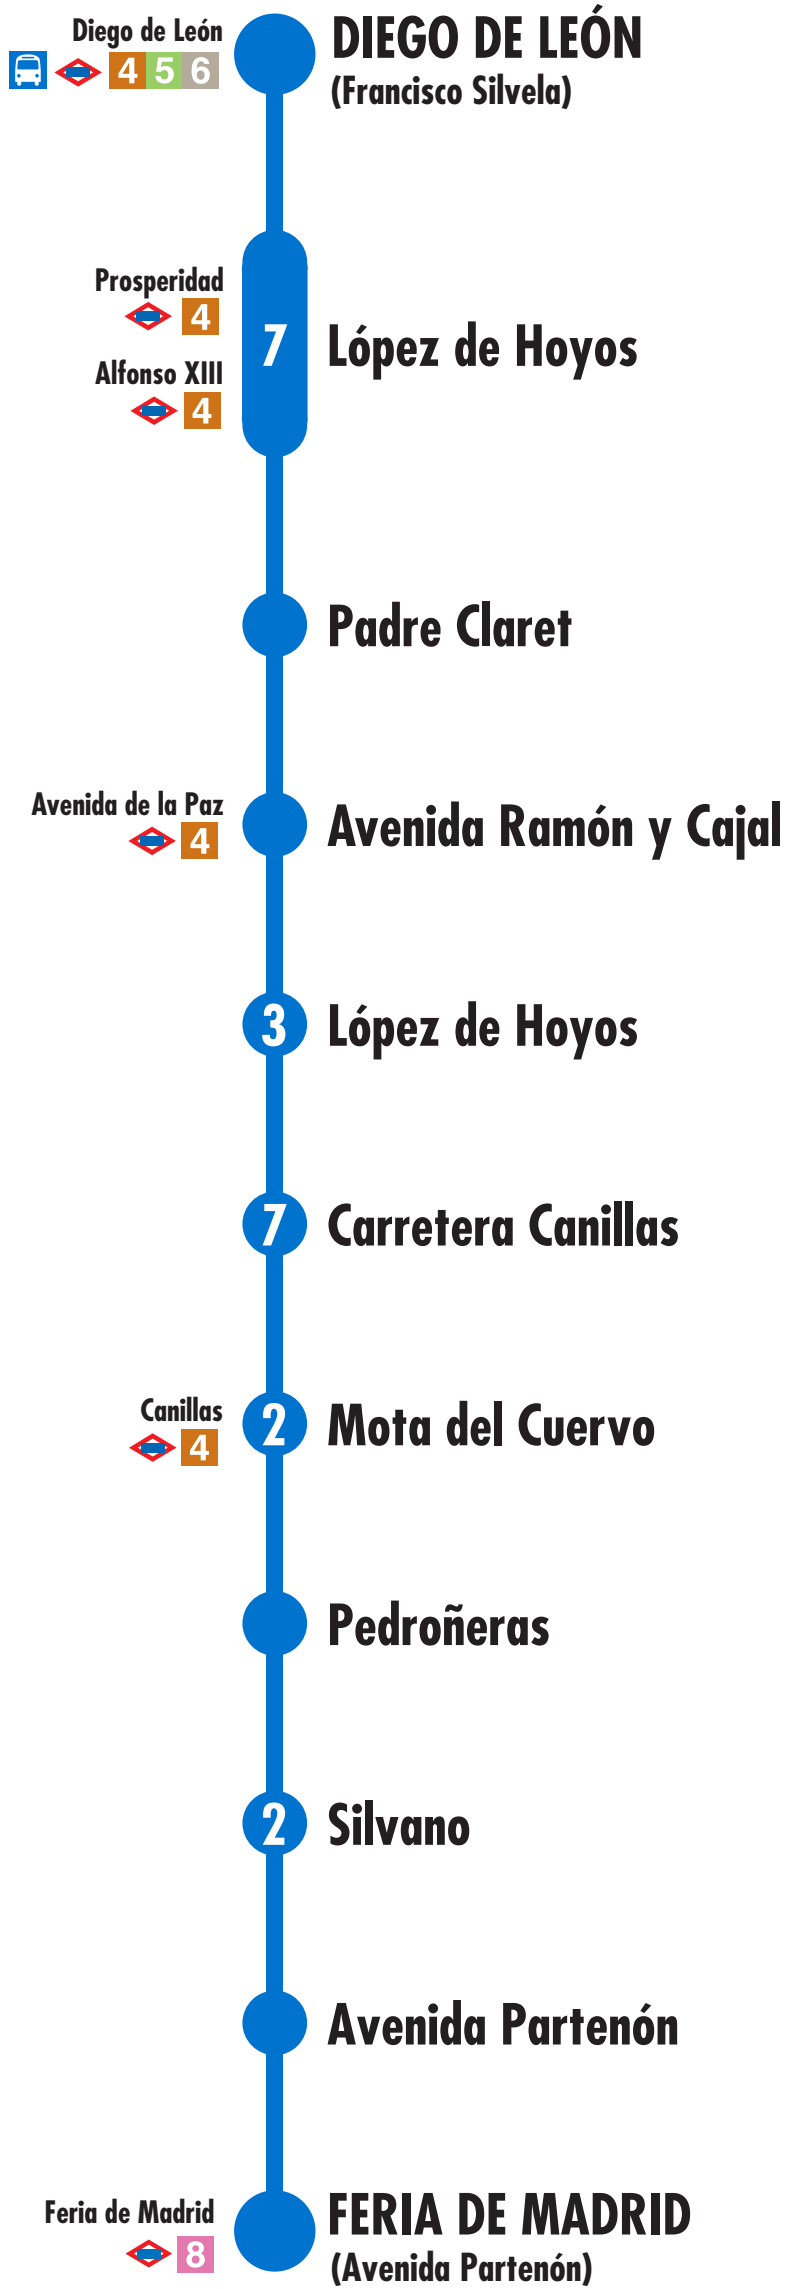 Diego de León
4 5 6
DIEGO DE LEÓN
(Francisco Silvela)
Prosperidad
4
Alfonso XIII
4
7
López de Hoyos
Padre Claret
Avenida de la Paz
4
Avenida Ramón y Cajal
3
López de Hoyos
7
Carretera Canillas
Canillas
4
2
Mota del Cuervo
Pedroñeras
2
Silvano
Avenida Partenón
Feria de Madrid
8
FERIA DE MADRID
(Avenida Partenón)